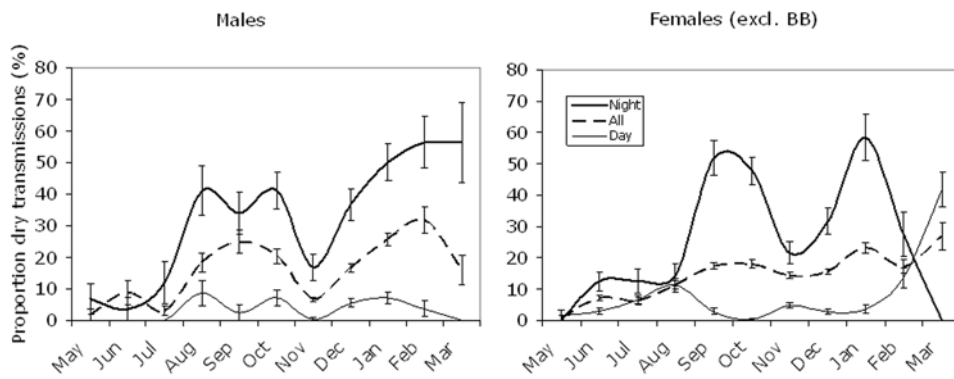 Males
Females (excl. BB)
Proportion dry transmissions (%)
80
70
60
50
40
30
20
10
0
May Jun Jul Aug Sep Oct Nov Dec Jan Feb Mar
80
70
60
50
40
30
20
10
0
Night
All
Day
May Jun Jul Aug Sep Oct Nov Dec Jan Feb Mar